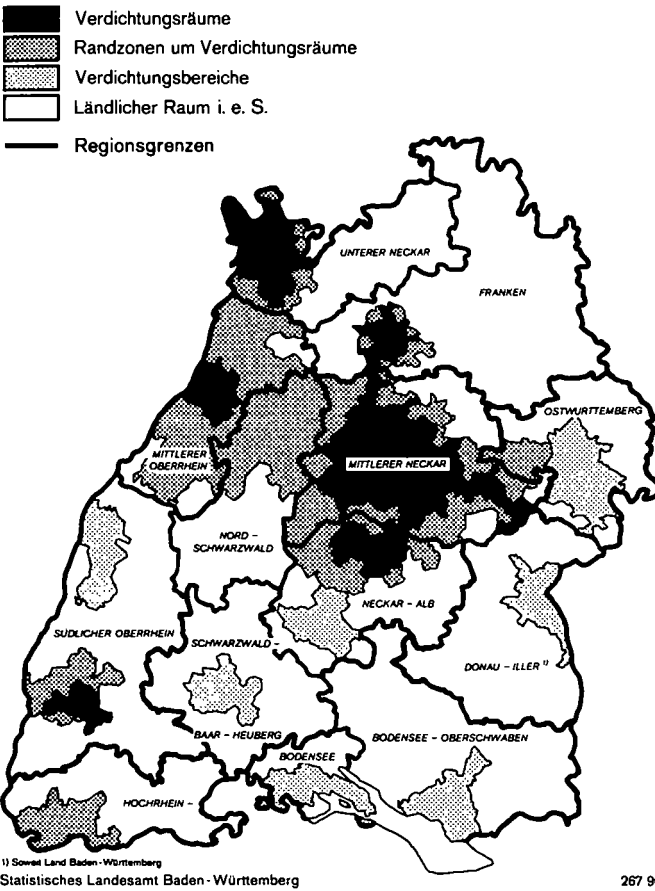 Verdichtungsräume
Randzonen um Verdichtungsräume
Verdichtungsbereiche
Ländlicher Raum i. e. S.
Regionsgrenzen
UNTERER NECKAR
FRANKEN
OSTWURTTEMBERG
MITTLERER
OBERRHEIN
MITTLERER NECKAR
NORD -
SCHWARZWALD
NECKAR - ALB
SÜDLICHER OBERRHEIN
SCHWARZWALD -
DONAU - ILLER ¹⁾
BAAR - HEUBERG
BODENSEE - OBERSCHWABEN
BODENSEE
HOCHRHEIN -
1) Soweit Land Baden-Württemberg
Statistisches Landesamt Baden-Württemberg
267 9